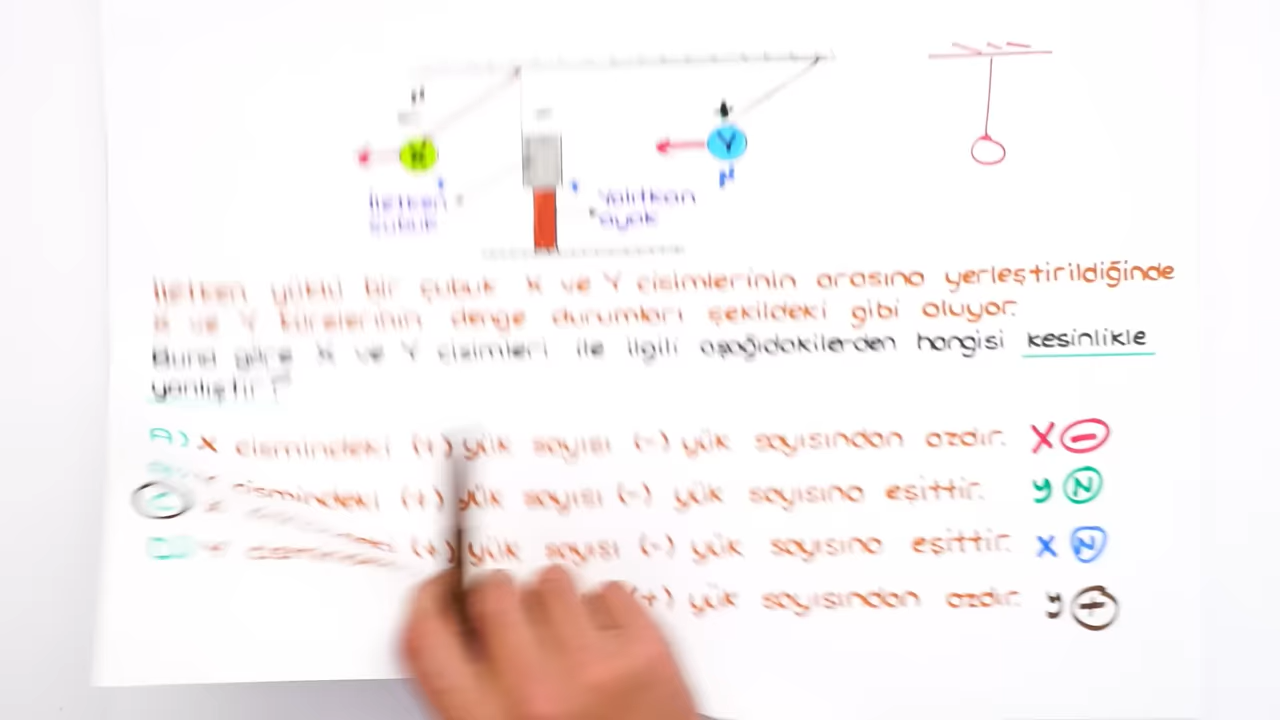 Y
N
İletken
çubuk
Yalıtkan
ayak
İletken yüklü bir çubuk X ve Y cisimlerinin arasına yerleştirildiğinde
X ve Y kürelerinin denge durumları şekildeki gibi oluyor.
Buna göre X ve Y cisimleri ile ilgili aşağıdakilerden hangisi kesinlikle
yanlıştır?
A) X cismindeki (+) yük sayısı (-) yük sayısından azdır. X -
cismindeki (+) yük sayısı (-) yük sayısına eşittir. y N
(+) yük sayısı (-) yük sayısına eşittir. X N
(+) yük sayısından azdır. y +